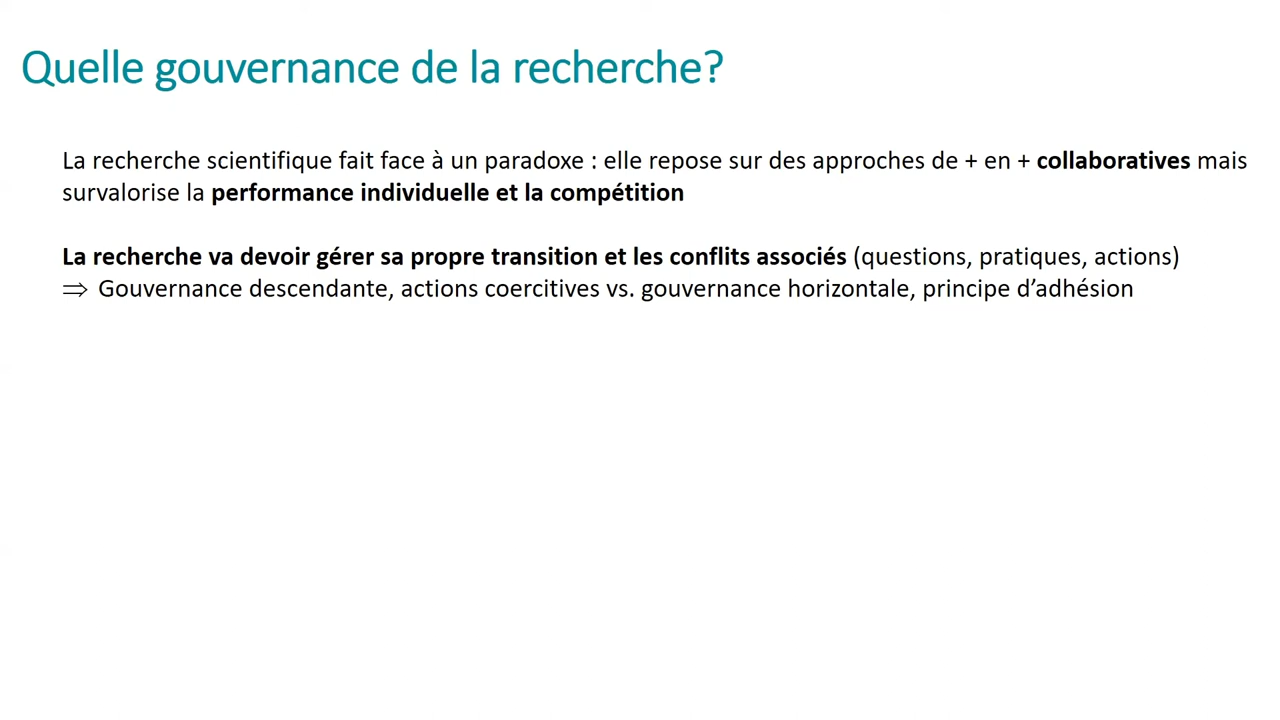 Quelle gouvernance de la recherche?
La recherche scientifique fait face à un paradoxe : elle repose sur des approches de + en + collaboratives mais
survalorise la performance individuelle et la compétition
La recherche va devoir gérer sa propre transition et les conflits associés (questions, pratiques, actions)
⇒ Gouvernance descendante, actions coercitives vs. gouvernance horizontale, principe d’adhésion